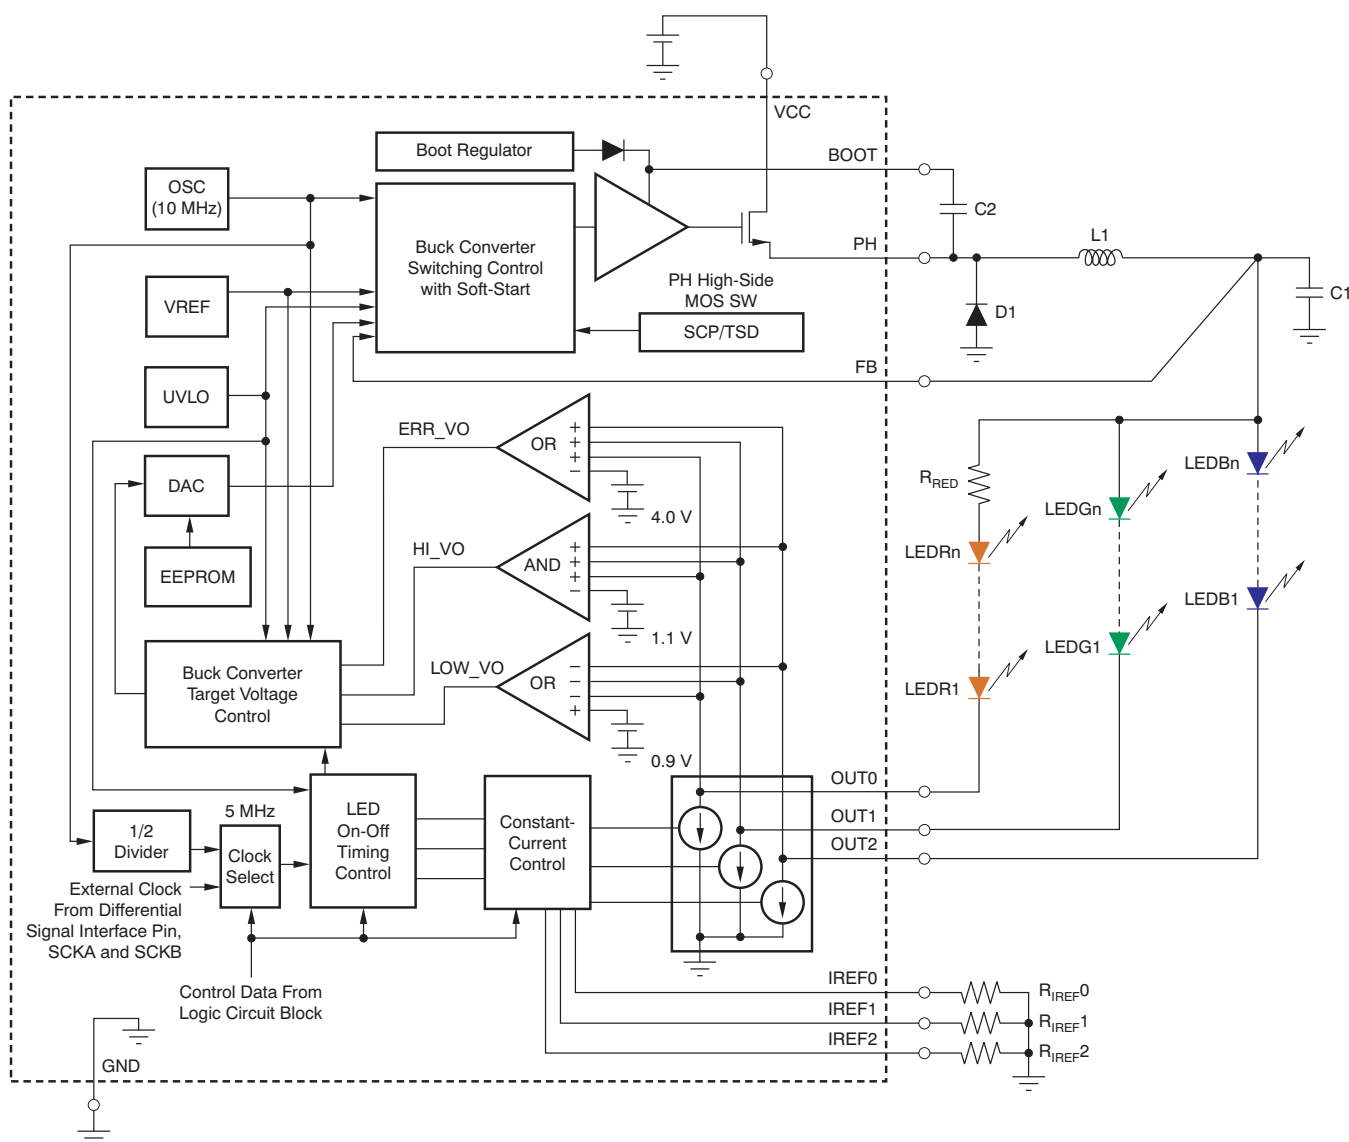 VCC
Boot Regulator
BOOT
OSC
(10 MHz)
C2
Buck Converter
Switching Control
with Soft-Start
PH
L1
PH High-Side
MOS SW
VREF
SCP/TSD
D1
C1
FB
UVLO
ERR_VO
OR
+
+
+
−
LEDBn
DAC
RRED
4.0 V
LEDGn
HI_VO
AND
+
+
+
−
LEDRn
EEPROM
LEDB1
1.1 V
LEDG1
Buck Converter
Target Voltage
Control
LOW_VO
OR
−
−
−
+
LEDR1
0.9 V
OUT0
5 MHz
LED
On-Off
Timing
Control
Constant-
Current
Control
OUT1
1/2
Divider
OUT2
Clock
Select
External Clock
From Differential
Signal Interface Pin,
SCKA and SCKB
Control Data From
Logic Circuit Block
IREF0
RIREF0
IREF1
RIREF1
IREF2
RIREF2
GND